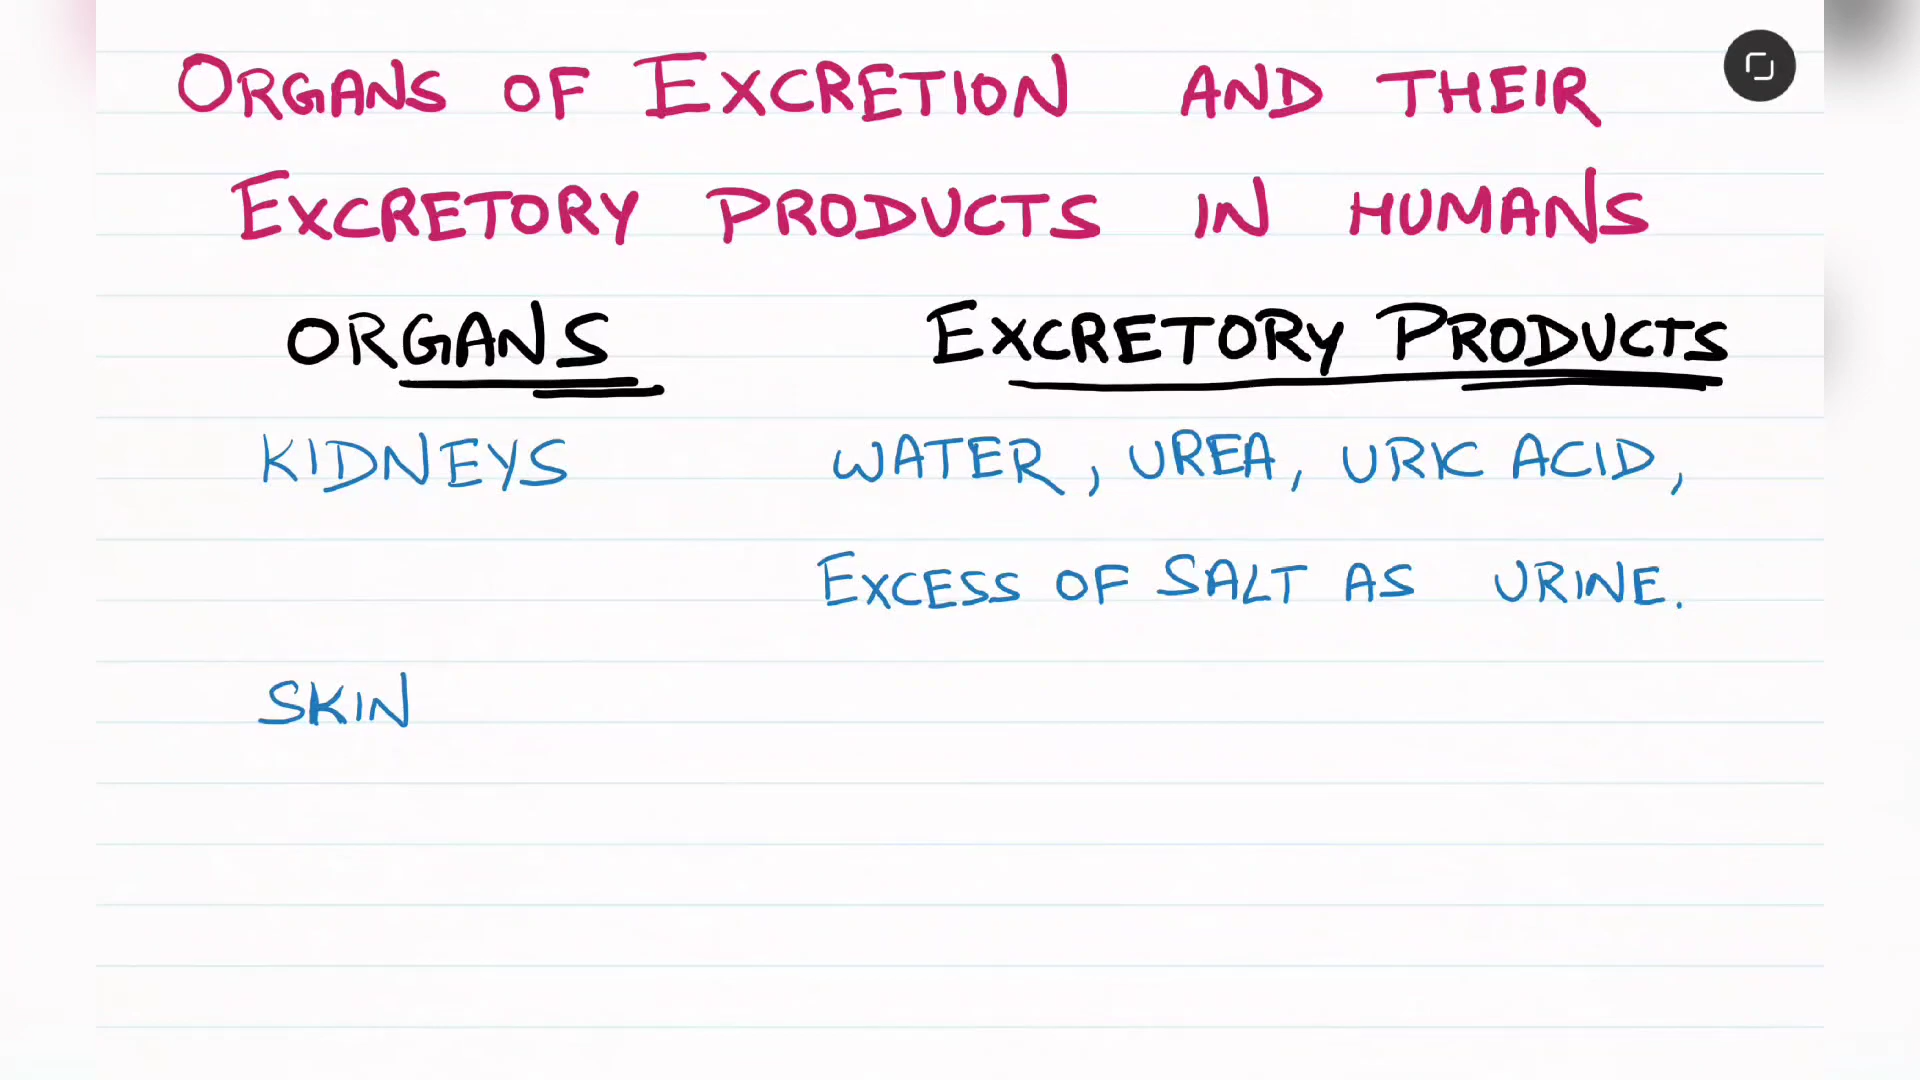 ORGANS OF EXCRETION AND THEIR
EXCRETORY PRODUCTS IN HUMANS
ORGANS EXCRETORY PRODUCTS
KIDNEYS WATER, UREA, URIC ACID,
EXCESS OF SALT AS URINE.
SKIN